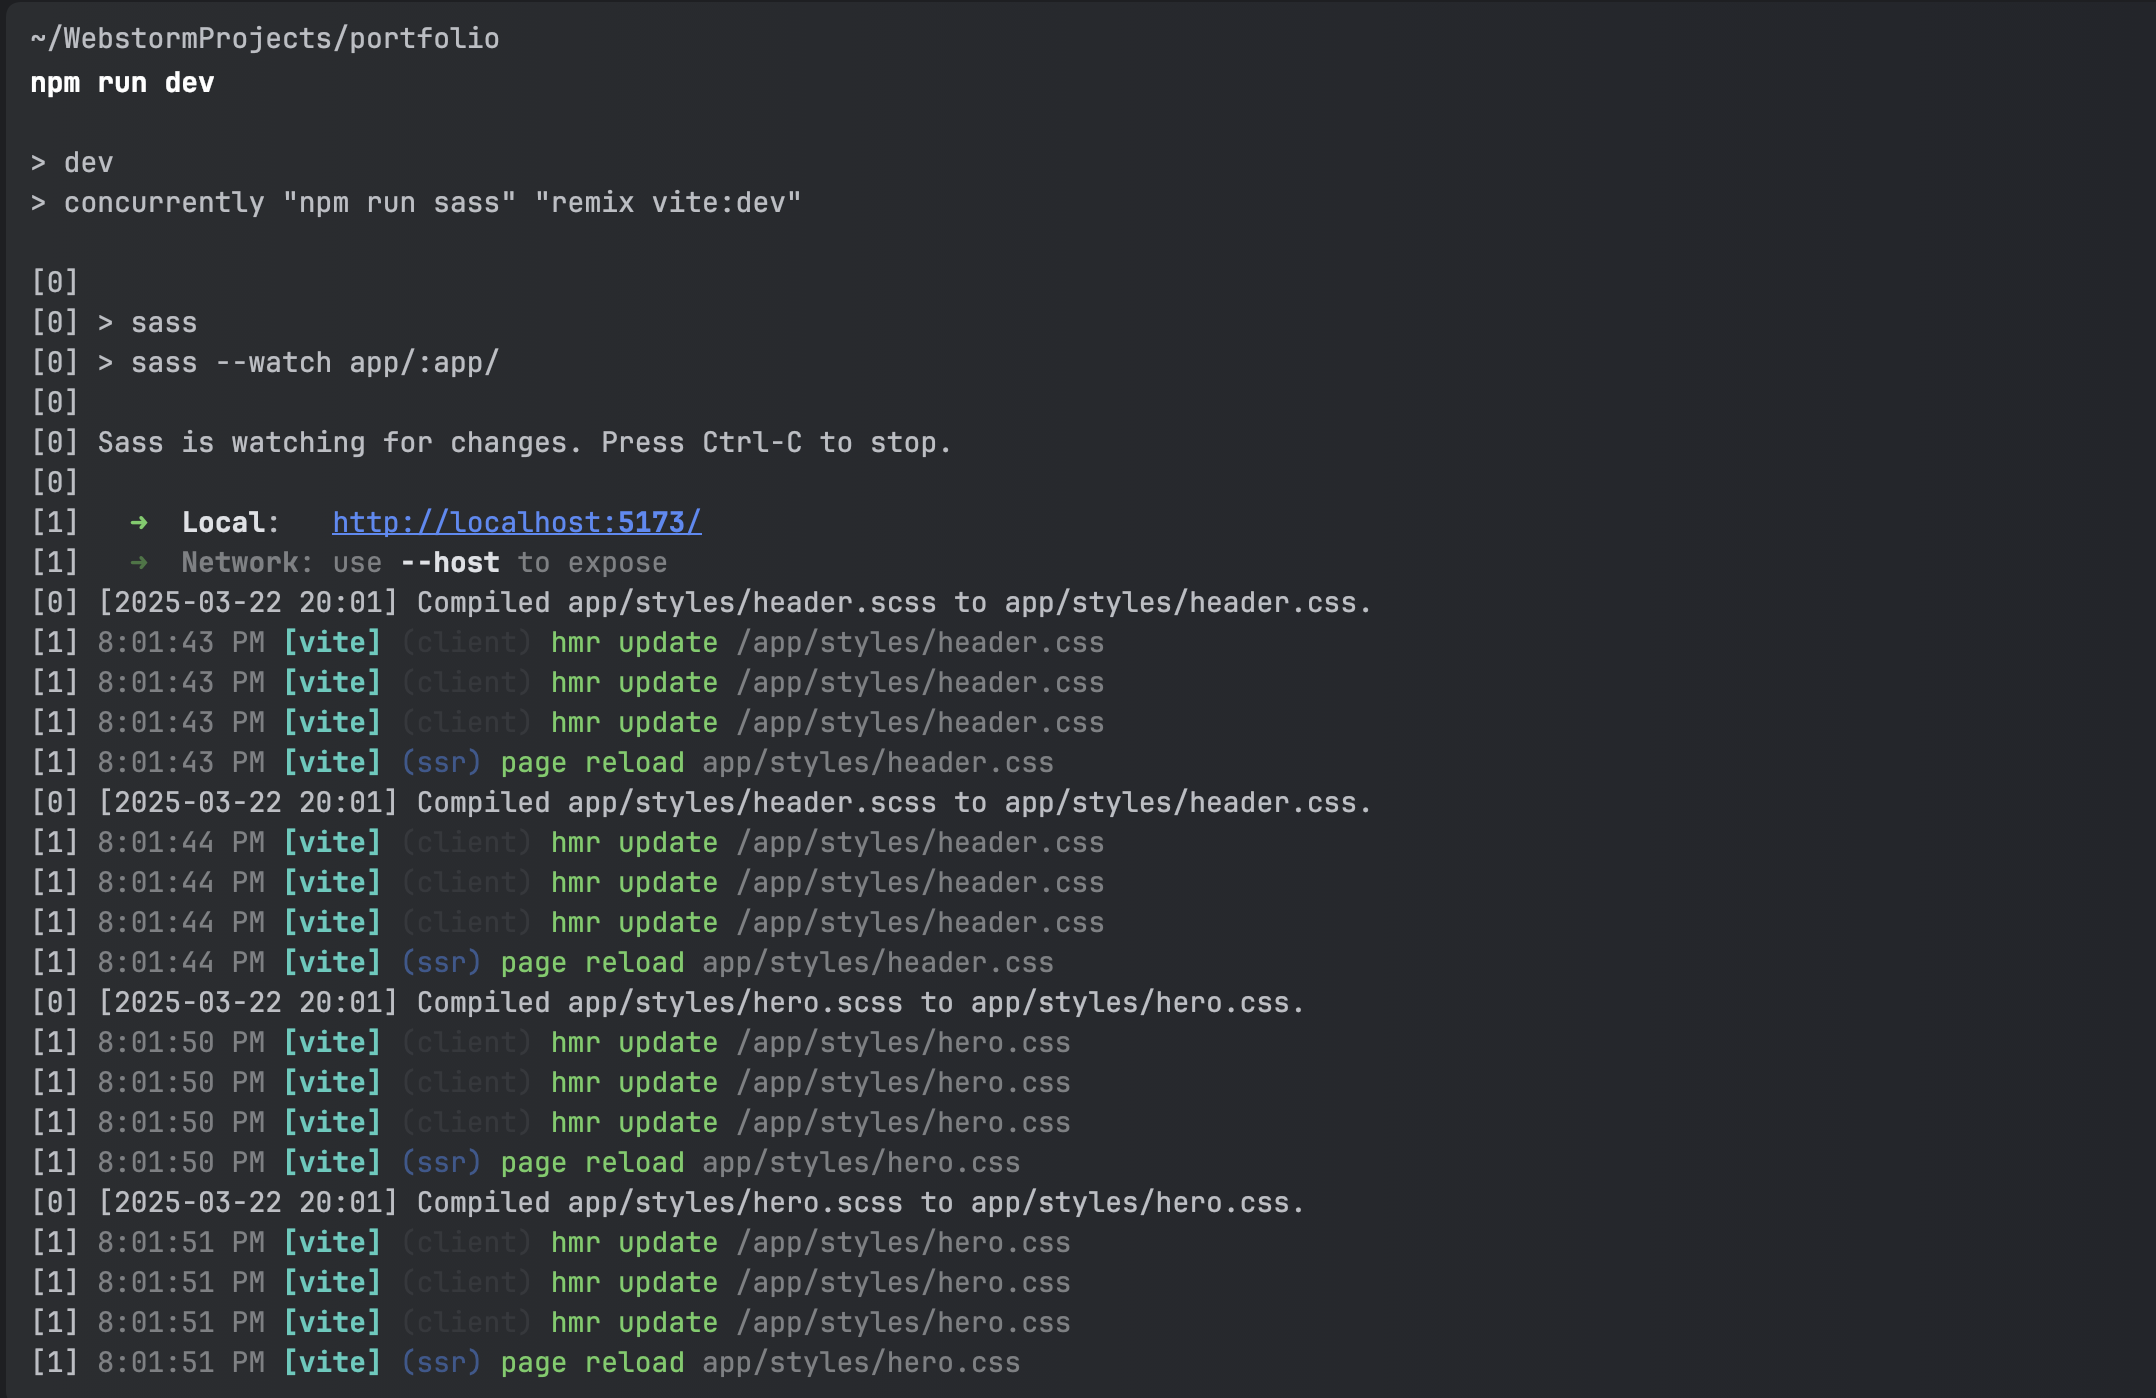 ~/WebstormProjects/portfolio
npm run dev
> dev
> concurrently "npm run sass" "remix vite:dev"
[0]
[0] > sass
[0] > sass --watch app/:app/
[0]
[0] Sass is watching for changes. Press Ctrl-C to stop.
[0]
[1]   ➜  Local:   http://localhost:5173/
[1]   ➜  Network: use --host to expose
[0] [2025-03-22 20:01] Compiled app/styles/header.scss to app/styles/header.css.
[1] 8:01:43 PM [vite] (client) hmr update /app/styles/header.css
[1] 8:01:43 PM [vite] (client) hmr update /app/styles/header.css
[1] 8:01:43 PM [vite] (client) hmr update /app/styles/header.css
[1] 8:01:43 PM [vite] (ssr) page reload app/styles/header.css
[0] [2025-03-22 20:01] Compiled app/styles/header.scss to app/styles/header.css.
[1] 8:01:44 PM [vite] (client) hmr update /app/styles/header.css
[1] 8:01:44 PM [vite] (client) hmr update /app/styles/header.css
[1] 8:01:44 PM [vite] (client) hmr update /app/styles/header.css
[1] 8:01:44 PM [vite] (ssr) page reload app/styles/header.css
[0] [2025-03-22 20:01] Compiled app/styles/hero.scss to app/styles/hero.css.
[1] 8:01:50 PM [vite] (client) hmr update /app/styles/hero.css
[1] 8:01:50 PM [vite] (client) hmr update /app/styles/hero.css
[1] 8:01:50 PM [vite] (client) hmr update /app/styles/hero.css
[1] 8:01:50 PM [vite] (ssr) page reload app/styles/hero.css
[0] [2025-03-22 20:01] Compiled app/styles/hero.scss to app/styles/hero.css.
[1] 8:01:51 PM [vite] (client) hmr update /app/styles/hero.css
[1] 8:01:51 PM [vite] (client) hmr update /app/styles/hero.css
[1] 8:01:51 PM [vite] (client) hmr update /app/styles/hero.css
[1] 8:01:51 PM [vite] (ssr) page reload app/styles/hero.css